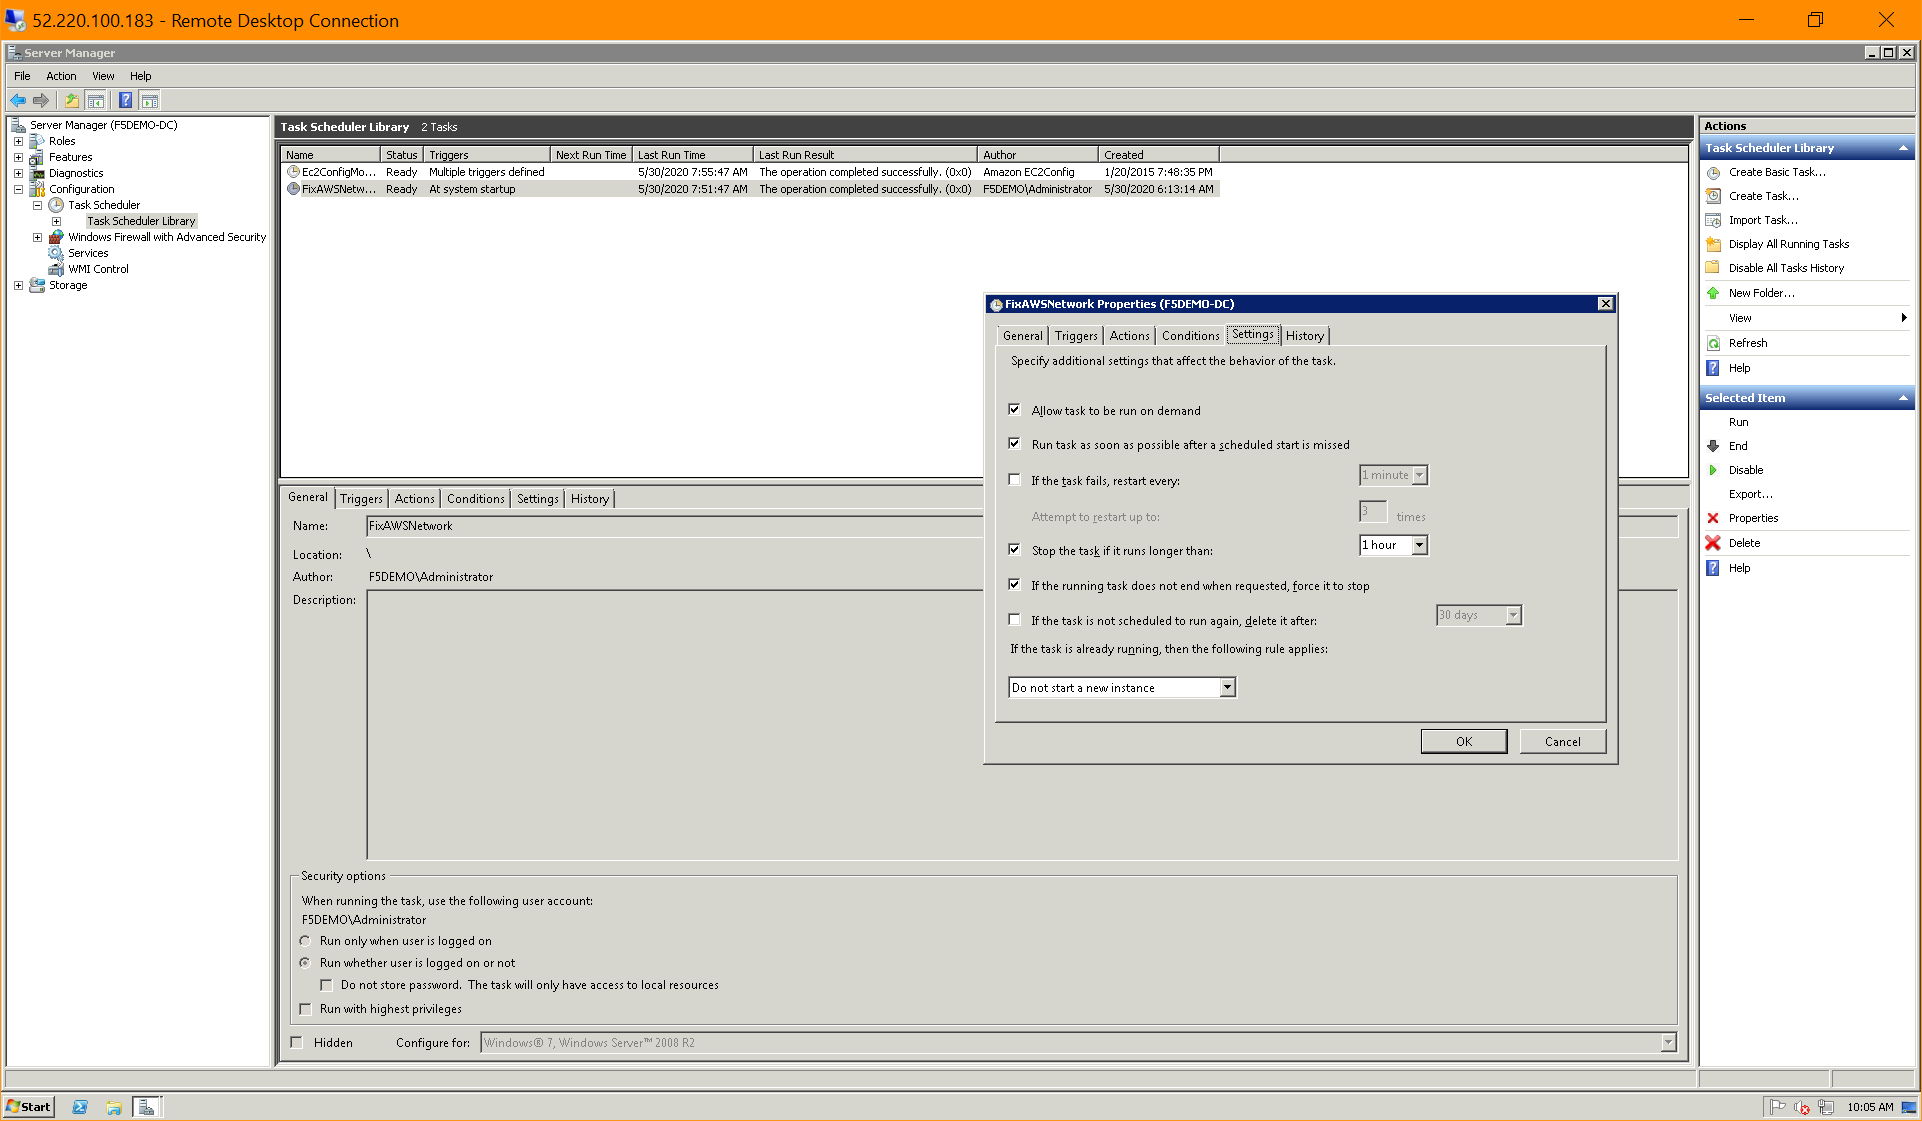 52.220.100.183 - Remote Desktop Connection
Server Manager
File Action View Help
Server Manager (F5DEMO-DC)
Roles
Features
Diagnostics
Configuration
Task Scheduler
Task Scheduler Library
Windows Firewall with Advanced Security
Services
WMI Control
Storage
Task Scheduler Library 2 Tasks
Name Status Triggers Next Run Time Last Run Time Last Run Result Author Created
Ec2ConfigMo... Ready Multiple triggers defined 5/30/2020 7:55:47 AM The operation completed successfully. (0x0) Amazon EC2Config 1/20/2015 7:48:35 PM
FixAWSNetw... Ready At system startup 5/30/2020 7:51:47 AM The operation completed successfully. (0x0) F5DEMO\Administrator 5/30/2020 6:13:14 AM
General Triggers Actions Conditions Settings History
Name: FixAWSNetwork
Location: \
Author: F5DEMO\Administrator
Description:
Security options
When running the task, use the following user account:
F5DEMO\Administrator
Run only when user is logged on
Run whether user is logged on or not
Do not store password. The task will only have access to local resources
Run with highest privileges
Hidden Configure for: Windows® 7, Windows Server™ 2008 R2
FixAWSNetwork Properties (F5DEMO-DC)
General Triggers Actions Conditions Settings History
Specify additional settings that affect the behavior of the task.
Allow task to be run on demand
Run task as soon as possible after a scheduled start is missed
If the task fails, restart every: 1 minute
Attempt to restart up to: 3 times
Stop the task if it runs longer than: 1 hour
If the running task does not end when requested, force it to stop
If the task is not scheduled to run again, delete it after: 30 days
If the task is already running, then the following rule applies:
Do not start a new instance
OK Cancel
Actions
Task Scheduler Library
Create Basic Task...
Create Task...
Import Task...
Display All Running Tasks
Disable All Tasks History
New Folder...
View
Refresh
Help
Selected Item
Run
End
Disable
Export...
Properties
Delete
Help
Start
10:05 AM